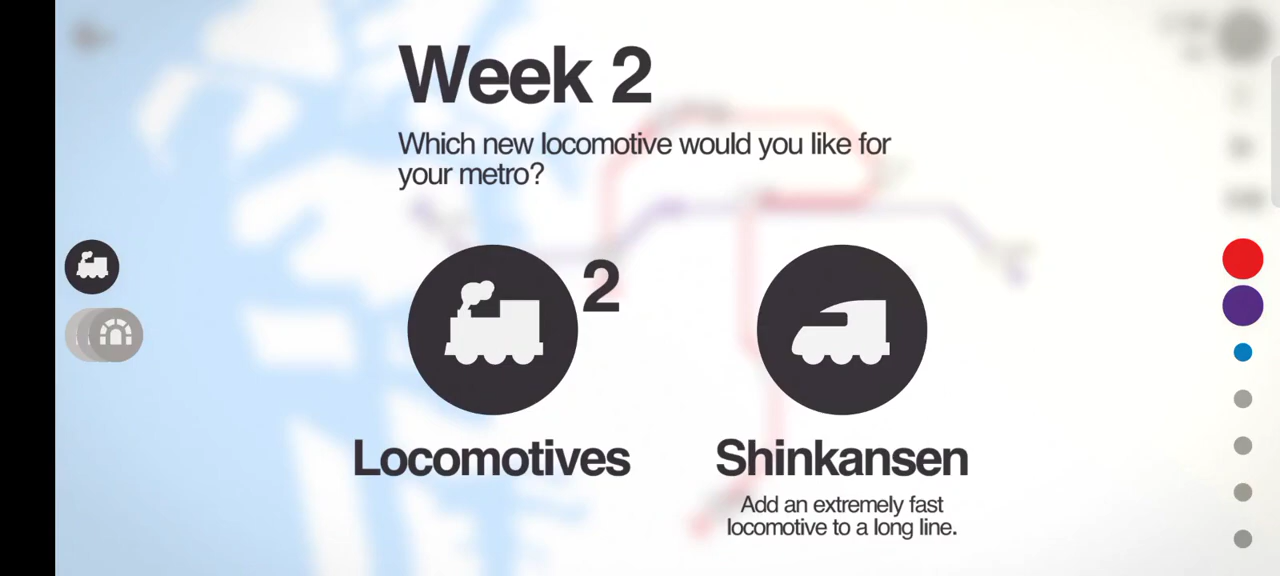 Week 2
Which new locomotive would you like for
your metro?
2
Locomotives
Shinkansen
Add an extremely fast
locomotive to a long line.